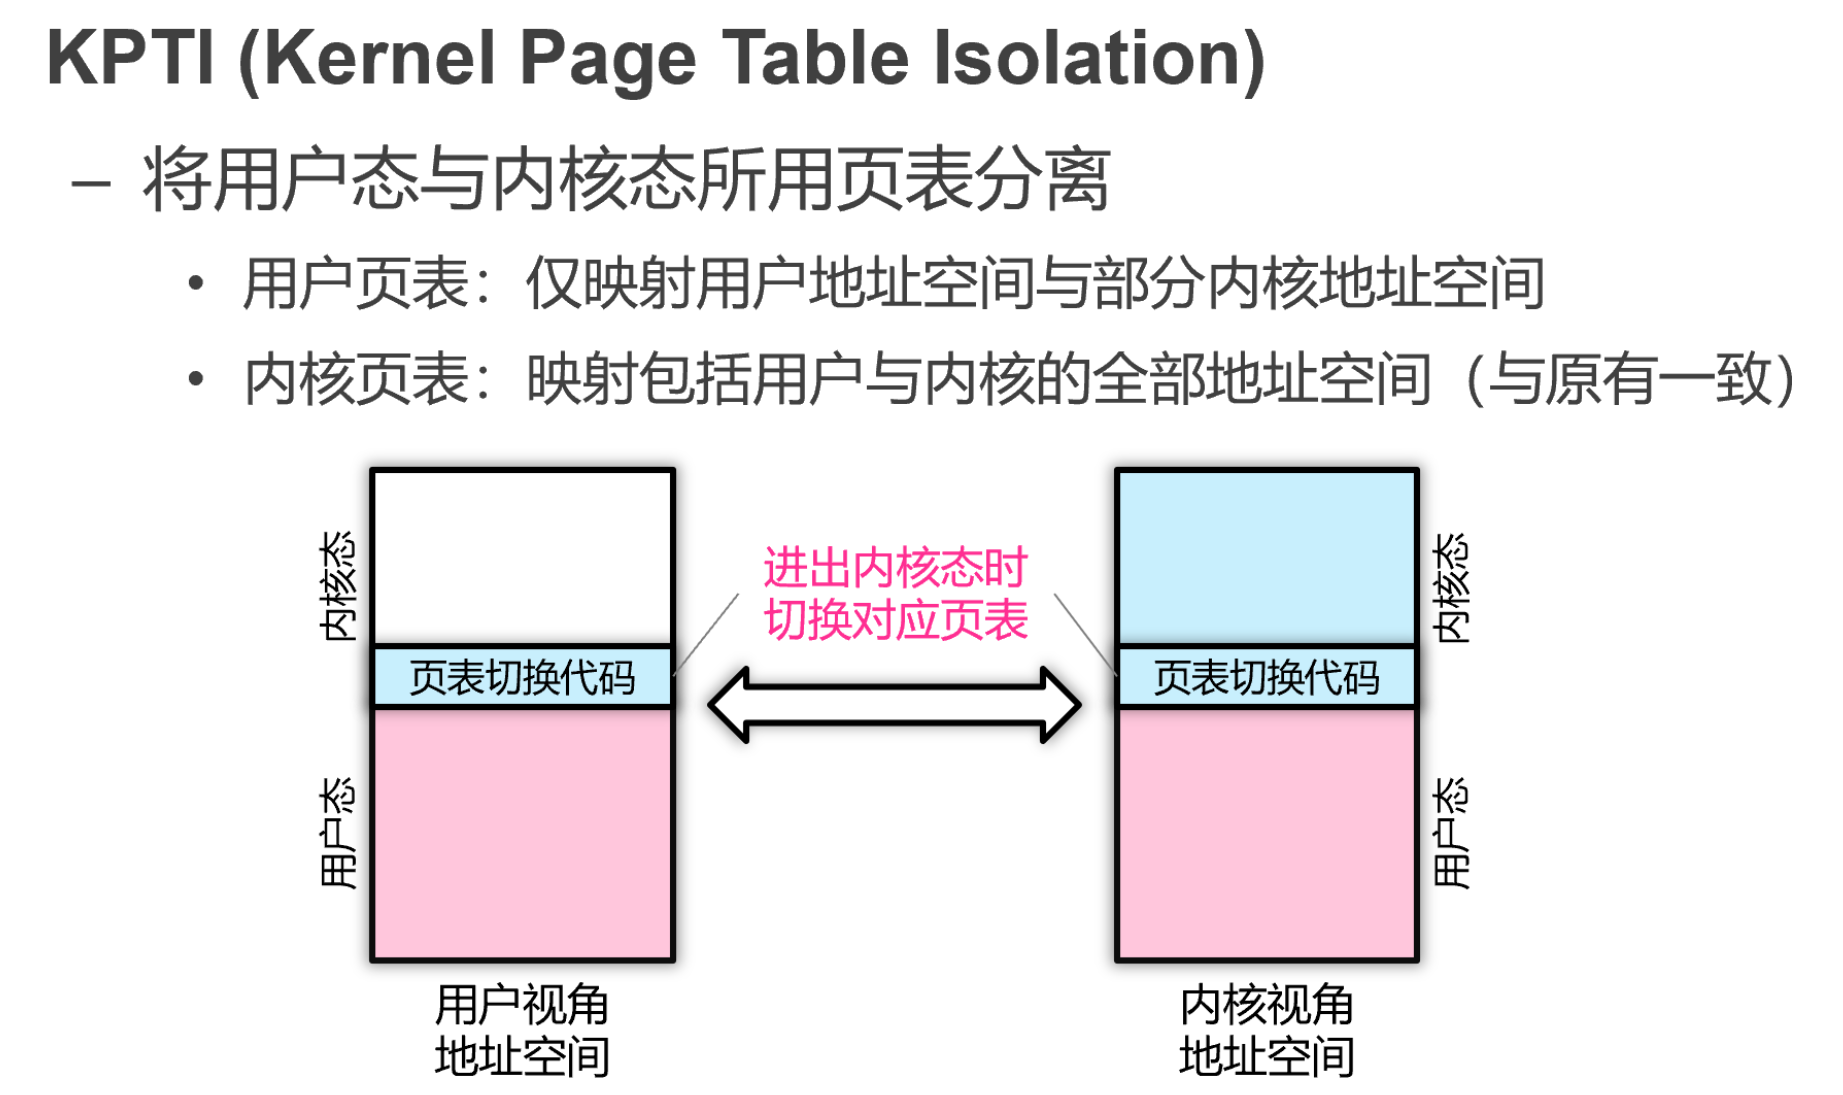 KPTI (Kernel Page Table Isolation)
– 将用户态与内核态所用页表分离
• 用户页表：仅映射用户地址空间与部分内核地址空间
• 内核页表：映射包括用户与内核的全部地址空间（与原有一致）
内核态
进出内核态时
切换对应页表
内核态
页表切换代码
页表切换代码
用户态
用户态
用户视角
地址空间
内核视角
地址空间